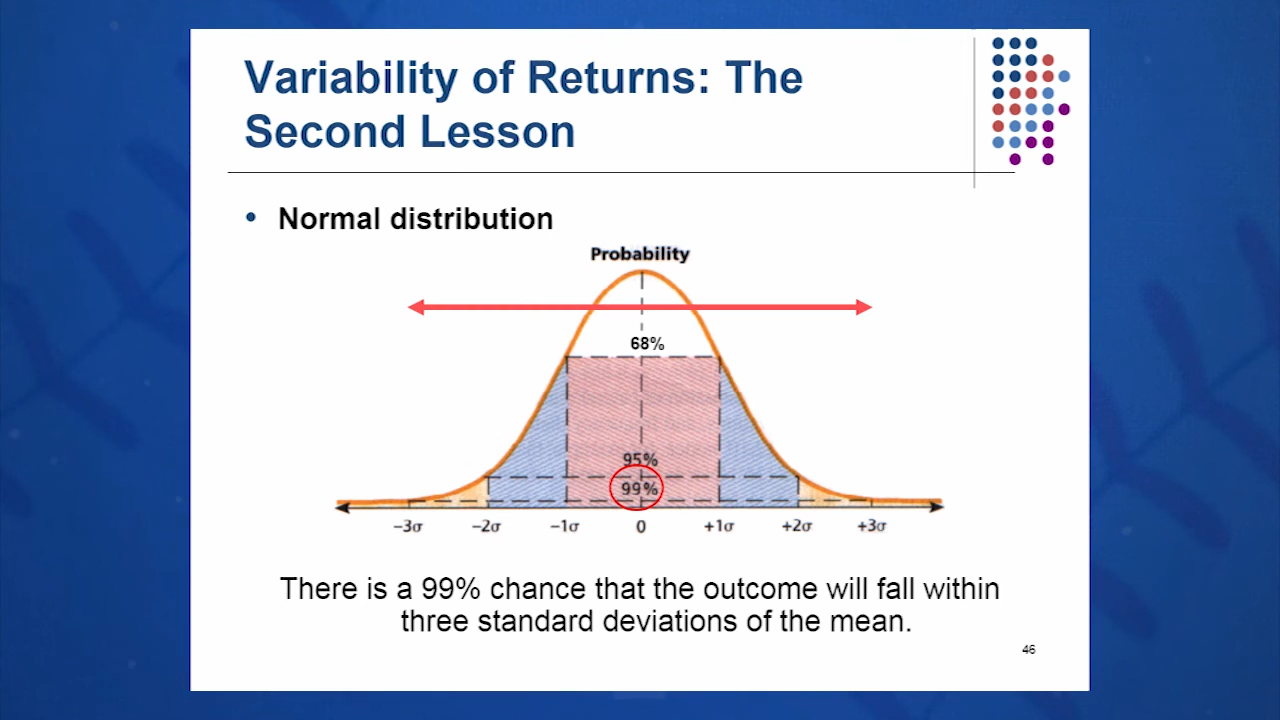 Variability of Returns: The
Second Lesson
• Normal distribution
Probability
68%
95%
99%
−3σ −2σ −1σ 0 +1σ +2σ +3σ
There is a 99% chance that the outcome will fall within
three standard deviations of the mean.
46